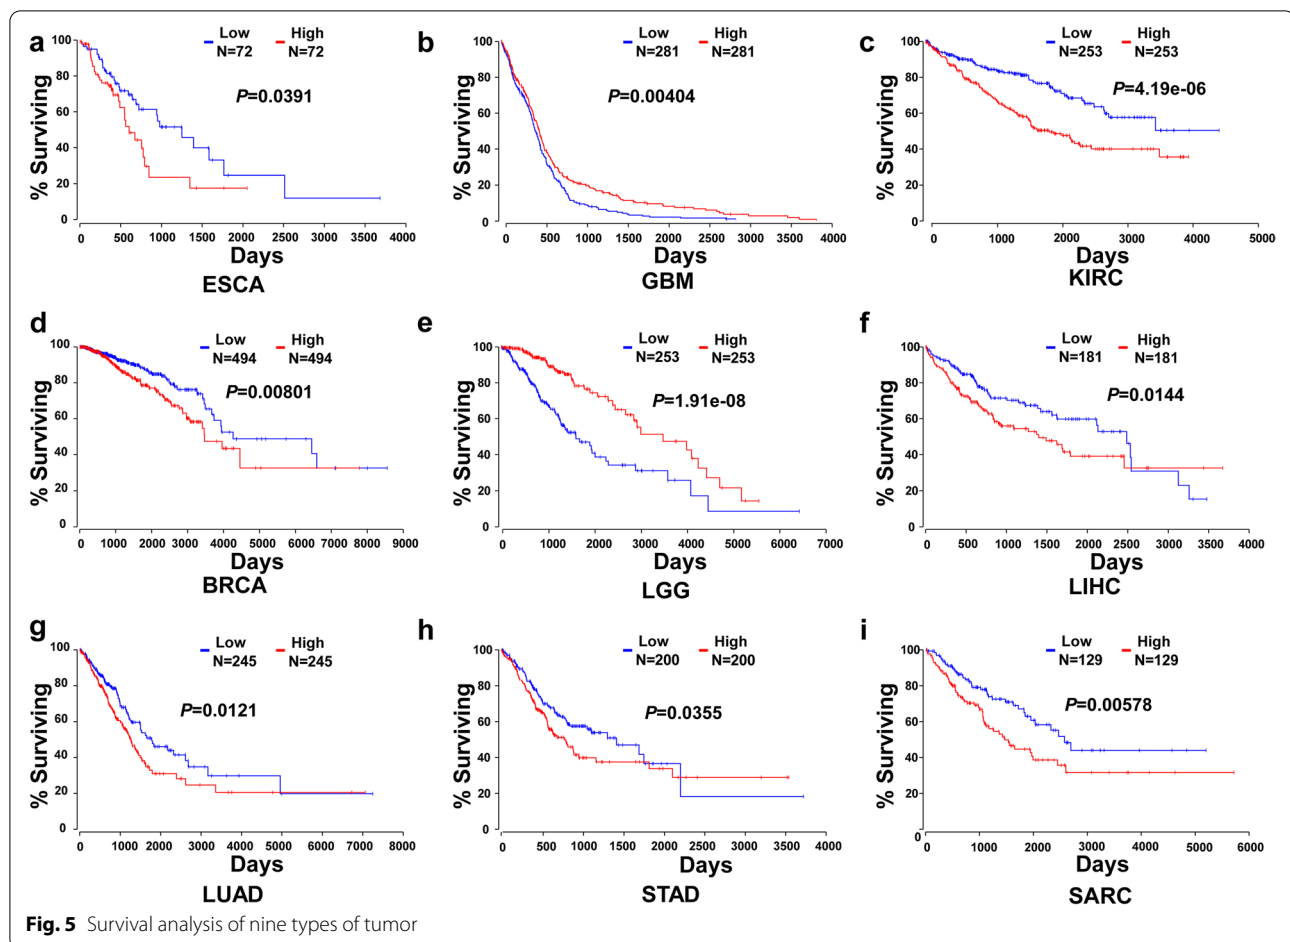 a
Low High
N=72 N=72
P=0.0391
% Surviving
100
80
60
40
20
0
0 500 1000 1500 2000 2500 3000 3500 4000
Days
ESCA
b
Low High
N=281 N=281
P=0.00404
% Surviving
100
80
60
40
20
0
0 500 1000 1500 2000 2500 3000 3500 4000
Days
GBM
c
Low High
N=253 N=253
P=4.19e-06
% Surviving
100
80
60
40
20
0
0 1000 2000 3000 4000 5000
Days
KIRC
d
Low High
N=494 N=494
P=0.00801
% Surviving
100
80
60
40
20
0
0 1000 2000 3000 4000 5000 6000 7000 8000 9000
Days
BRCA
e
Low High
N=253 N=253
P=1.91e-08
% Surviving
100
80
60
40
20
0
0 1000 2000 3000 4000 5000 6000 7000
Days
LGG
f
Low High
N=181 N=181
P=0.0144
% Surviving
100
80
60
40
20
0
0 500 1000 1500 2000 2500 3000 3500 4000
Days
LIHC
g
Low High
N=245 N=245
P=0.0121
% Surviving
100
80
60
40
20
0
0 1000 2000 3000 4000 5000 6000 7000 8000
Days
LUAD
h
Low High
N=200 N=200
P=0.0355
% Surviving
100
80
60
40
20
0
0 500 1000 1500 2000 2500 3000 3500 4000
Days
STAD
i
Low High
N=129 N=129
P=0.00578
% Surviving
100
80
60
40
20
0
0 1000 2000 3000 4000 5000 6000
Days
SARC
Fig. 5 Survival analysis of nine types of tumor